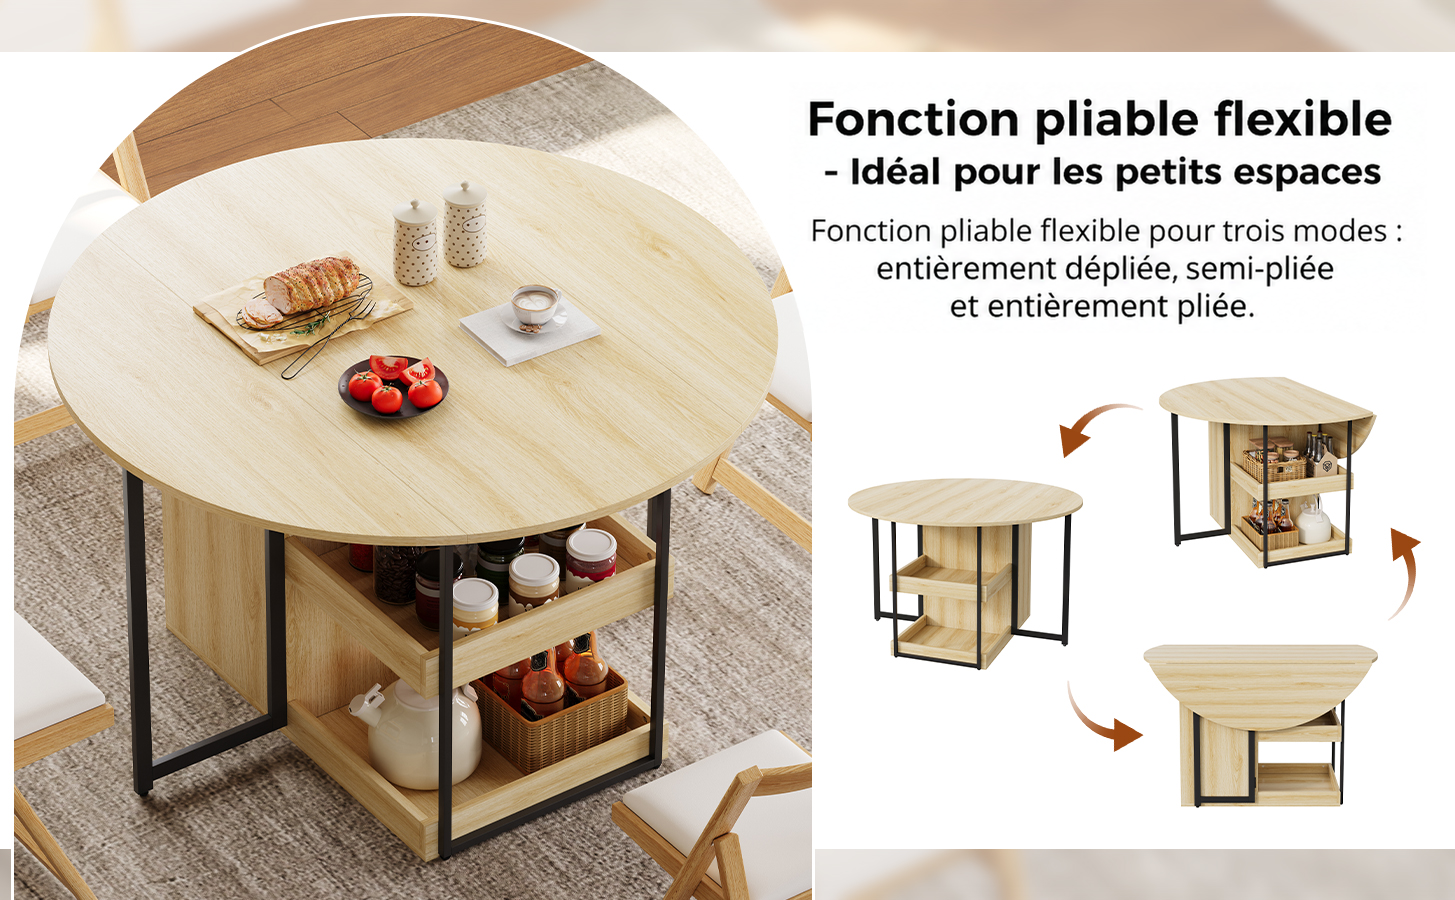 Fonction pliable flexible
- Idéal pour les petits espaces
Fonction pliable flexible pour trois modes :
entièrement dépliée, semi-pliée
et entièrement pliée.